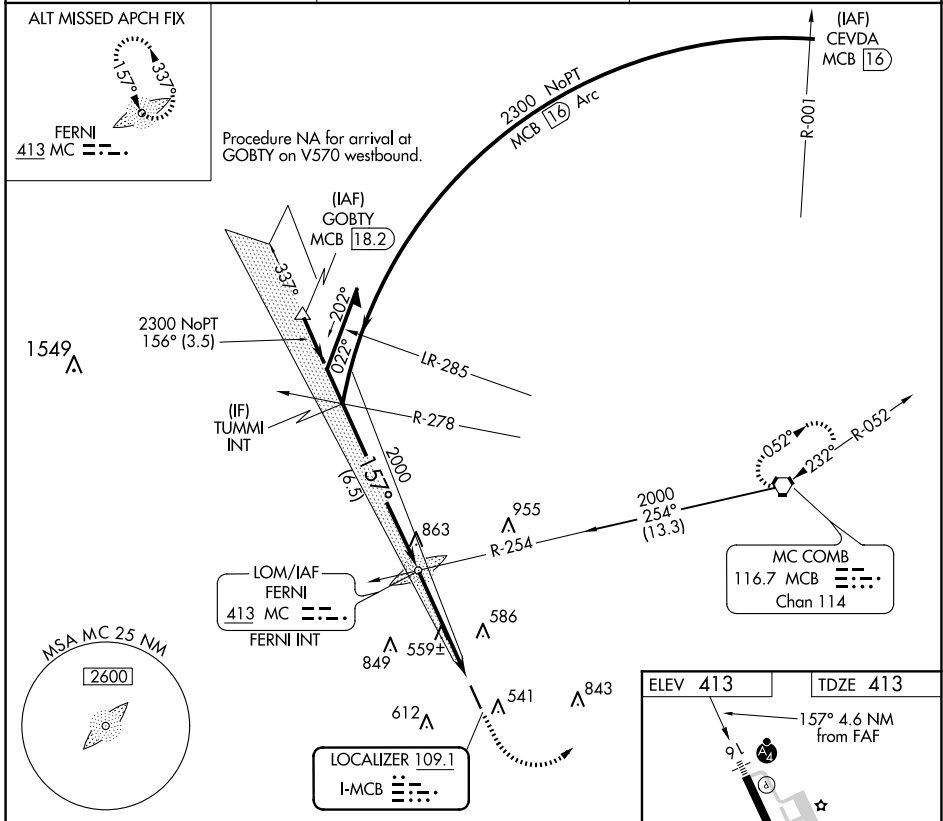 ALT MISSED APCH FIX
157°
337°
FERNI
413 MC
Procedure NA for arrival at
GOBTY on V570 westbound.
(IAF)
CEVDA
MCB 16
2300 NoPT
MCB 16 Arc
R-001
(IAF)
GOBTY
MCB 18.2
337°
202°
022°
2300 NoPT
156° (3.5)
LR-285
1549
(IF)
TUMMI
INT
R-278
2000
157°
(6.5)
052°
232°
R-052
2000
254°
(13.3)
R-254
955
863
MC COMB
116.7 MCB
Chan 114
LOM/IAF
FERNI
413 MC
FERNI INT
586
849
559±
MSA MC 25 NM
2600
541
843
612
LOCALIZER 109.1
I-MCB
ELEV 413
TDZE 413
157° 4.6 NM
from FAF
16
A4
P